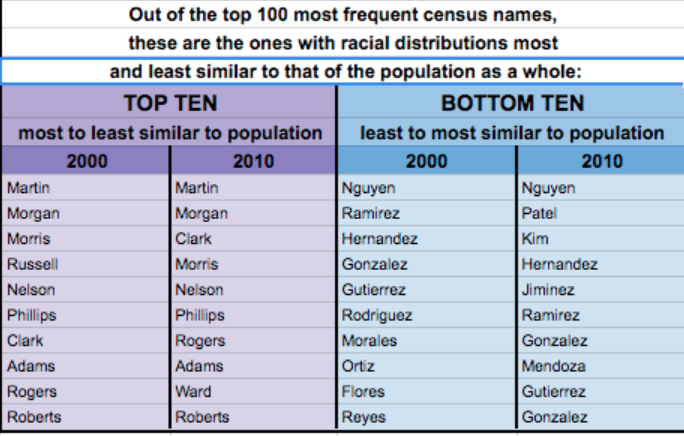 Out of the top 100 most frequent census names,
these are the ones with racial distributions most
and least similar to that of the population as a whole:
TOP TEN BOTTOM TEN
most to least similar to population least to most similar to population
2000 2010 2000 2010
Martin Martin Nguyen Nguyen
Morgan Morgan Ramirez Patel
Morris Clark Hernandez Kim
Russell Morris Gonzalez Hernandez
Nelson Nelson Gutierrez Jiminez
Phillips Phillips Rodriguez Ramirez
Clark Rogers Morales Gonzalez
Adams Adams Ortiz Mendoza
Rogers Ward Flores Gutierrez
Roberts Roberts Reyes Gonzalez